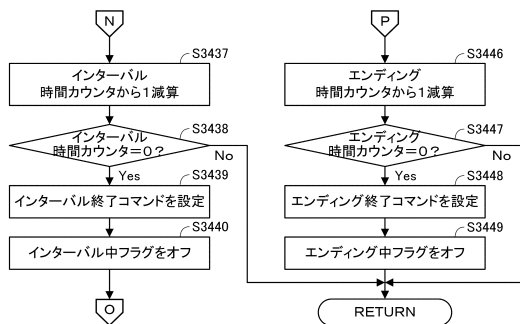 N
S3437
インターバル
時間カウンタから1減算
S3438
インターバル
時間カウンタ=0?
No
Yes
S3439
インターバル終了コマンドを設定
S3440
インターバル中フラグをオフ
O
P
S3446
エンディング
時間カウンタから1減算
S3447
エンディング
時間カウンタ=0?
No
Yes
S3448
エンディング終了コマンドを設定
S3449
エンディング中フラグをオフ
RETURN